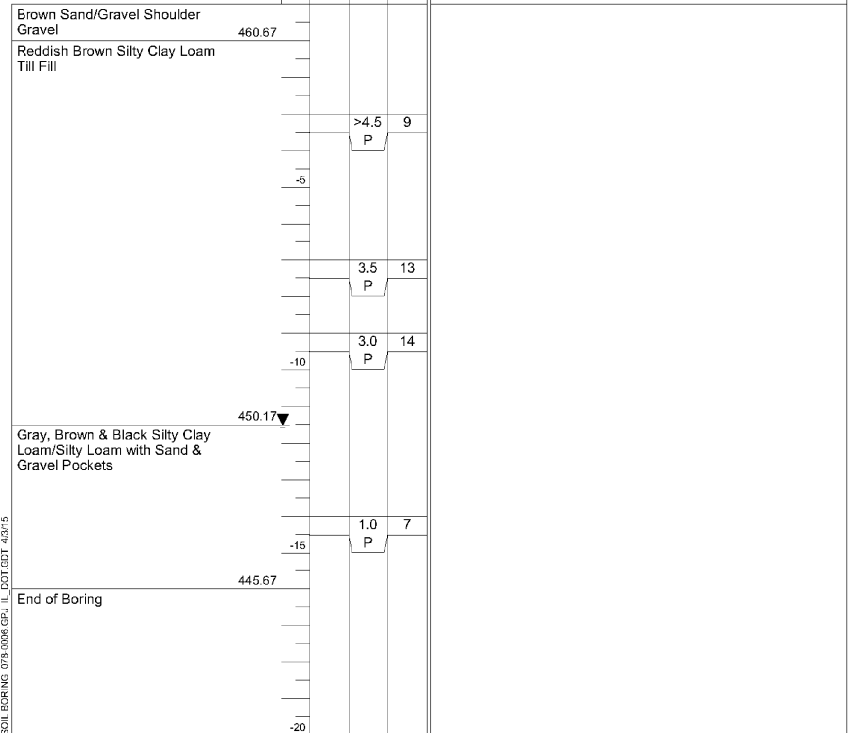 Brown Sand/Gravel Shoulder
Gravel
460.67
Reddish Brown Silty Clay Loam
Till Fill
>4.5 9
P
-5
3.5 13
P
3.0 14
P
-10
450.17
Gray, Brown & Black Silty Clay
Loam/Silty Loam with Sand &
Gravel Pockets
1.0 7
P
-15
445.67
End of Boring
-20
SOIL BORING 078-0006.GPJ IL_DOT.GDT 4/3/15